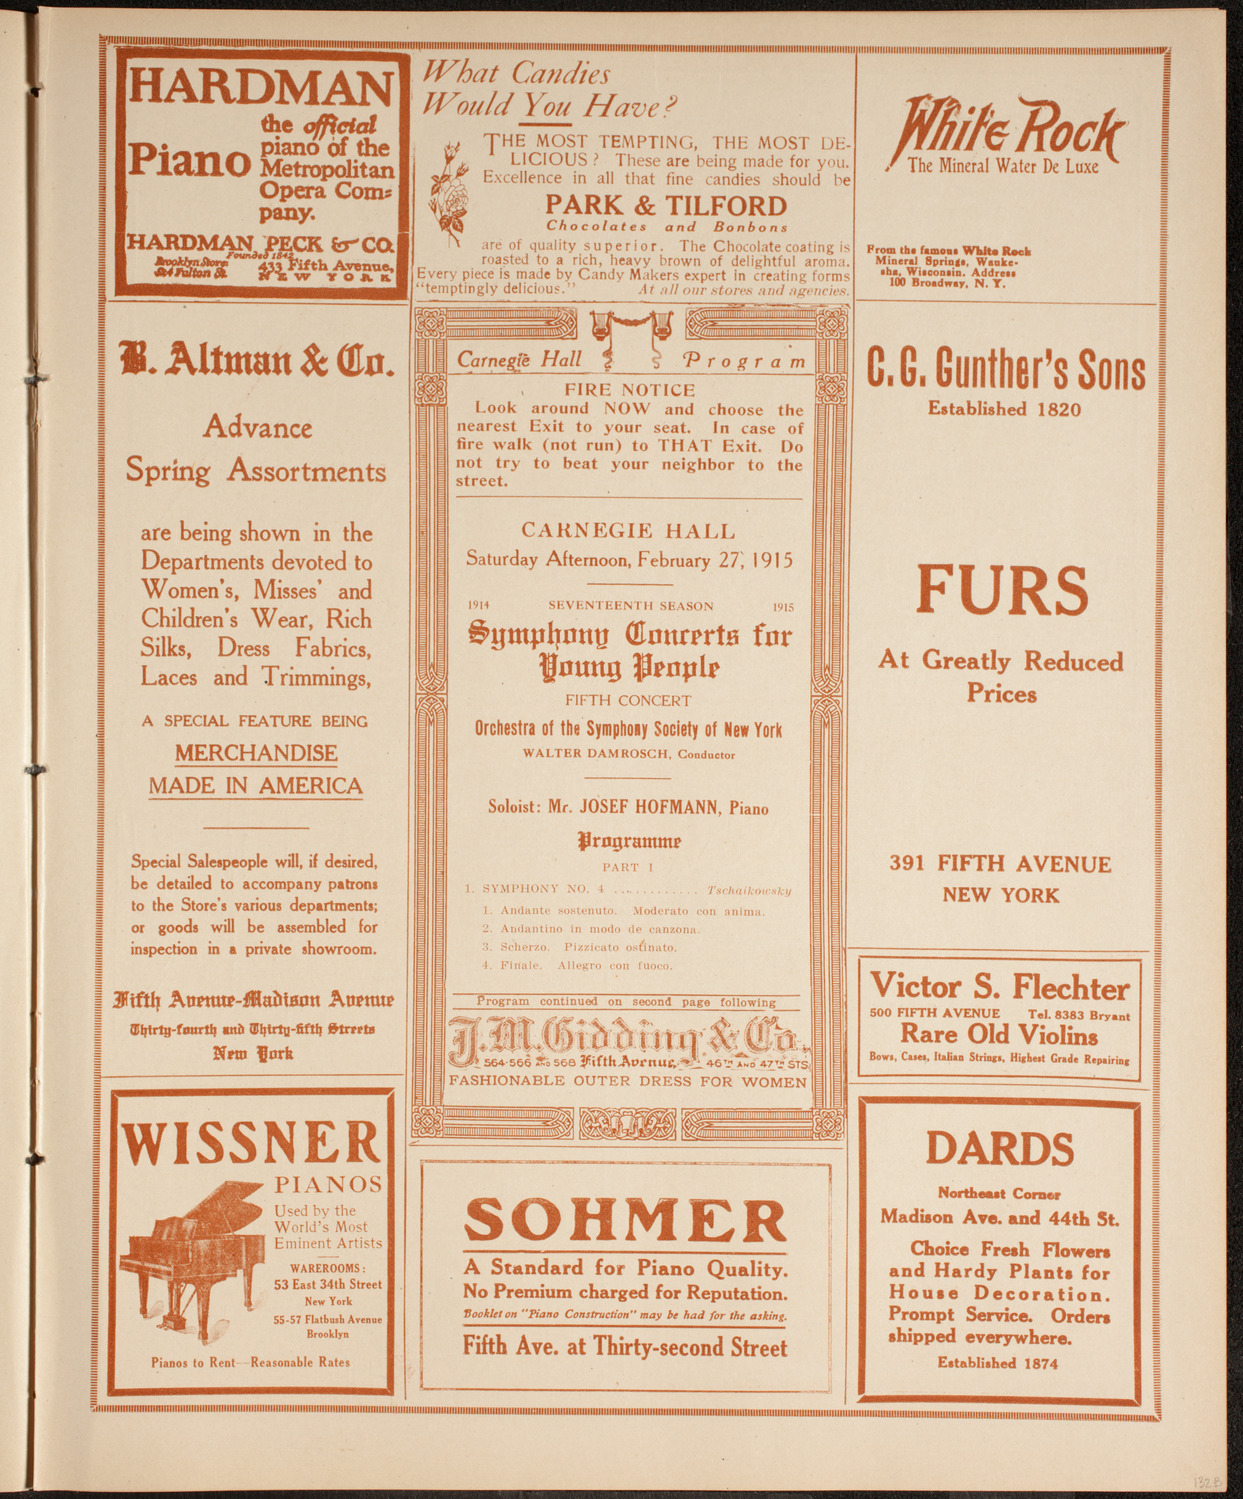 HARDMAN
Piano
the official
piano of the
Metropolitan
Opera Com-
pany.
HARDMAN, PECK & CO.
Founded 1842
Brooklyn Store
524 Fulton St.
433 Fifth Avenue,
NEW YORK
B. Altman & Co.
Advance
Spring Assortments
are being shown in the
Departments devoted to
Women's, Misses' and
Children's Wear, Rich
Silks, Dress Fabrics,
Laces and Trimmings,
A SPECIAL FEATURE BEING
MERCHANDISE
MADE IN AMERICA
Special Salespeople will, if desired,
be detailed to accompany patrons
to the Store's various departments;
or goods will be assembled for
inspection in a private showroom.
Fifth Avenue-Madison Avenue
Thirty-fourth and Thirty-fifth Streets
New York
WISSNER
PIANOS
Used by the
World's Most
Eminent Artists
WAREROOMS:
53 East 34th Street
New York
55-57 Flatbush Avenue
Brooklyn
Pianos to Rent—Reasonable Rates
What Candies
Would You Have?
THE MOST TEMPTING, THE MOST DE-
LICIOUS? These are being made for you.
Excellence in all that fine candies should be
PARK & TILFORD
Chocolates and Bonbons
are of quality superior. The Chocolate coating is
roasted to a rich, heavy brown of delightful aroma.
Every piece is made by Candy Makers expert in creating forms
"temptingly delicious." At all our stores and agencies.
Carnegie Hall Program
FIRE NOTICE
Look around NOW and choose the
nearest Exit to your seat. In case of
fire walk (not run) to THAT Exit. Do
not try to beat your neighbor to the
street.
CARNEGIE HALL
Saturday Afternoon, February 27, 1915
1914 SEVENTEENTH SEASON 1915
Symphony Concerts for
Young People
FIFTH CONCERT
Orchestra of the Symphony Society of New York
WALTER DAMROSCH, Conductor
Soloist: Mr. JOSEF HOFMANN, Piano
Programme
PART I
1. SYMPHONY NO. 4 ............ Tschaikowsky
1. Andante sostenuto. Moderato con anima.
2. Andantino in modo de canzona.
3. Scherzo. Pizzicato ostinato.
4. Finale. Allegro con fuoco.
Program continued on second page following
J.M. Gidding & Co.
564-566 AND 568 Fifth Avenue, 46TH AND 47TH STS.
FASHIONABLE OUTER DRESS FOR WOMEN
SOHMER
A Standard for Piano Quality.
No Premium charged for Reputation.
Booklet on "Piano Construction" may be had for the asking.
Fifth Ave. at Thirty-second Street
White Rock
The Mineral Water De Luxe
From the famous White Rock
Mineral Springs, Wauke-
sha, Wisconsin. Address
100 Broadway, N. Y.
C. G. Gunther's Sons
Established 1820
FURS
At Greatly Reduced
Prices
391 FIFTH AVENUE
NEW YORK
Victor S. Flechter
500 FIFTH AVENUE Tel. 8383 Bryant
Rare Old Violins
Bows, Cases, Italian Strings, Highest Grade Repairing
DARDS
Northeast Corner
Madison Ave. and 44th St.
Choice Fresh Flowers
and Hardy Plants for
House Decoration.
Prompt Service. Orders
shipped everywhere.
Established 1874
132B